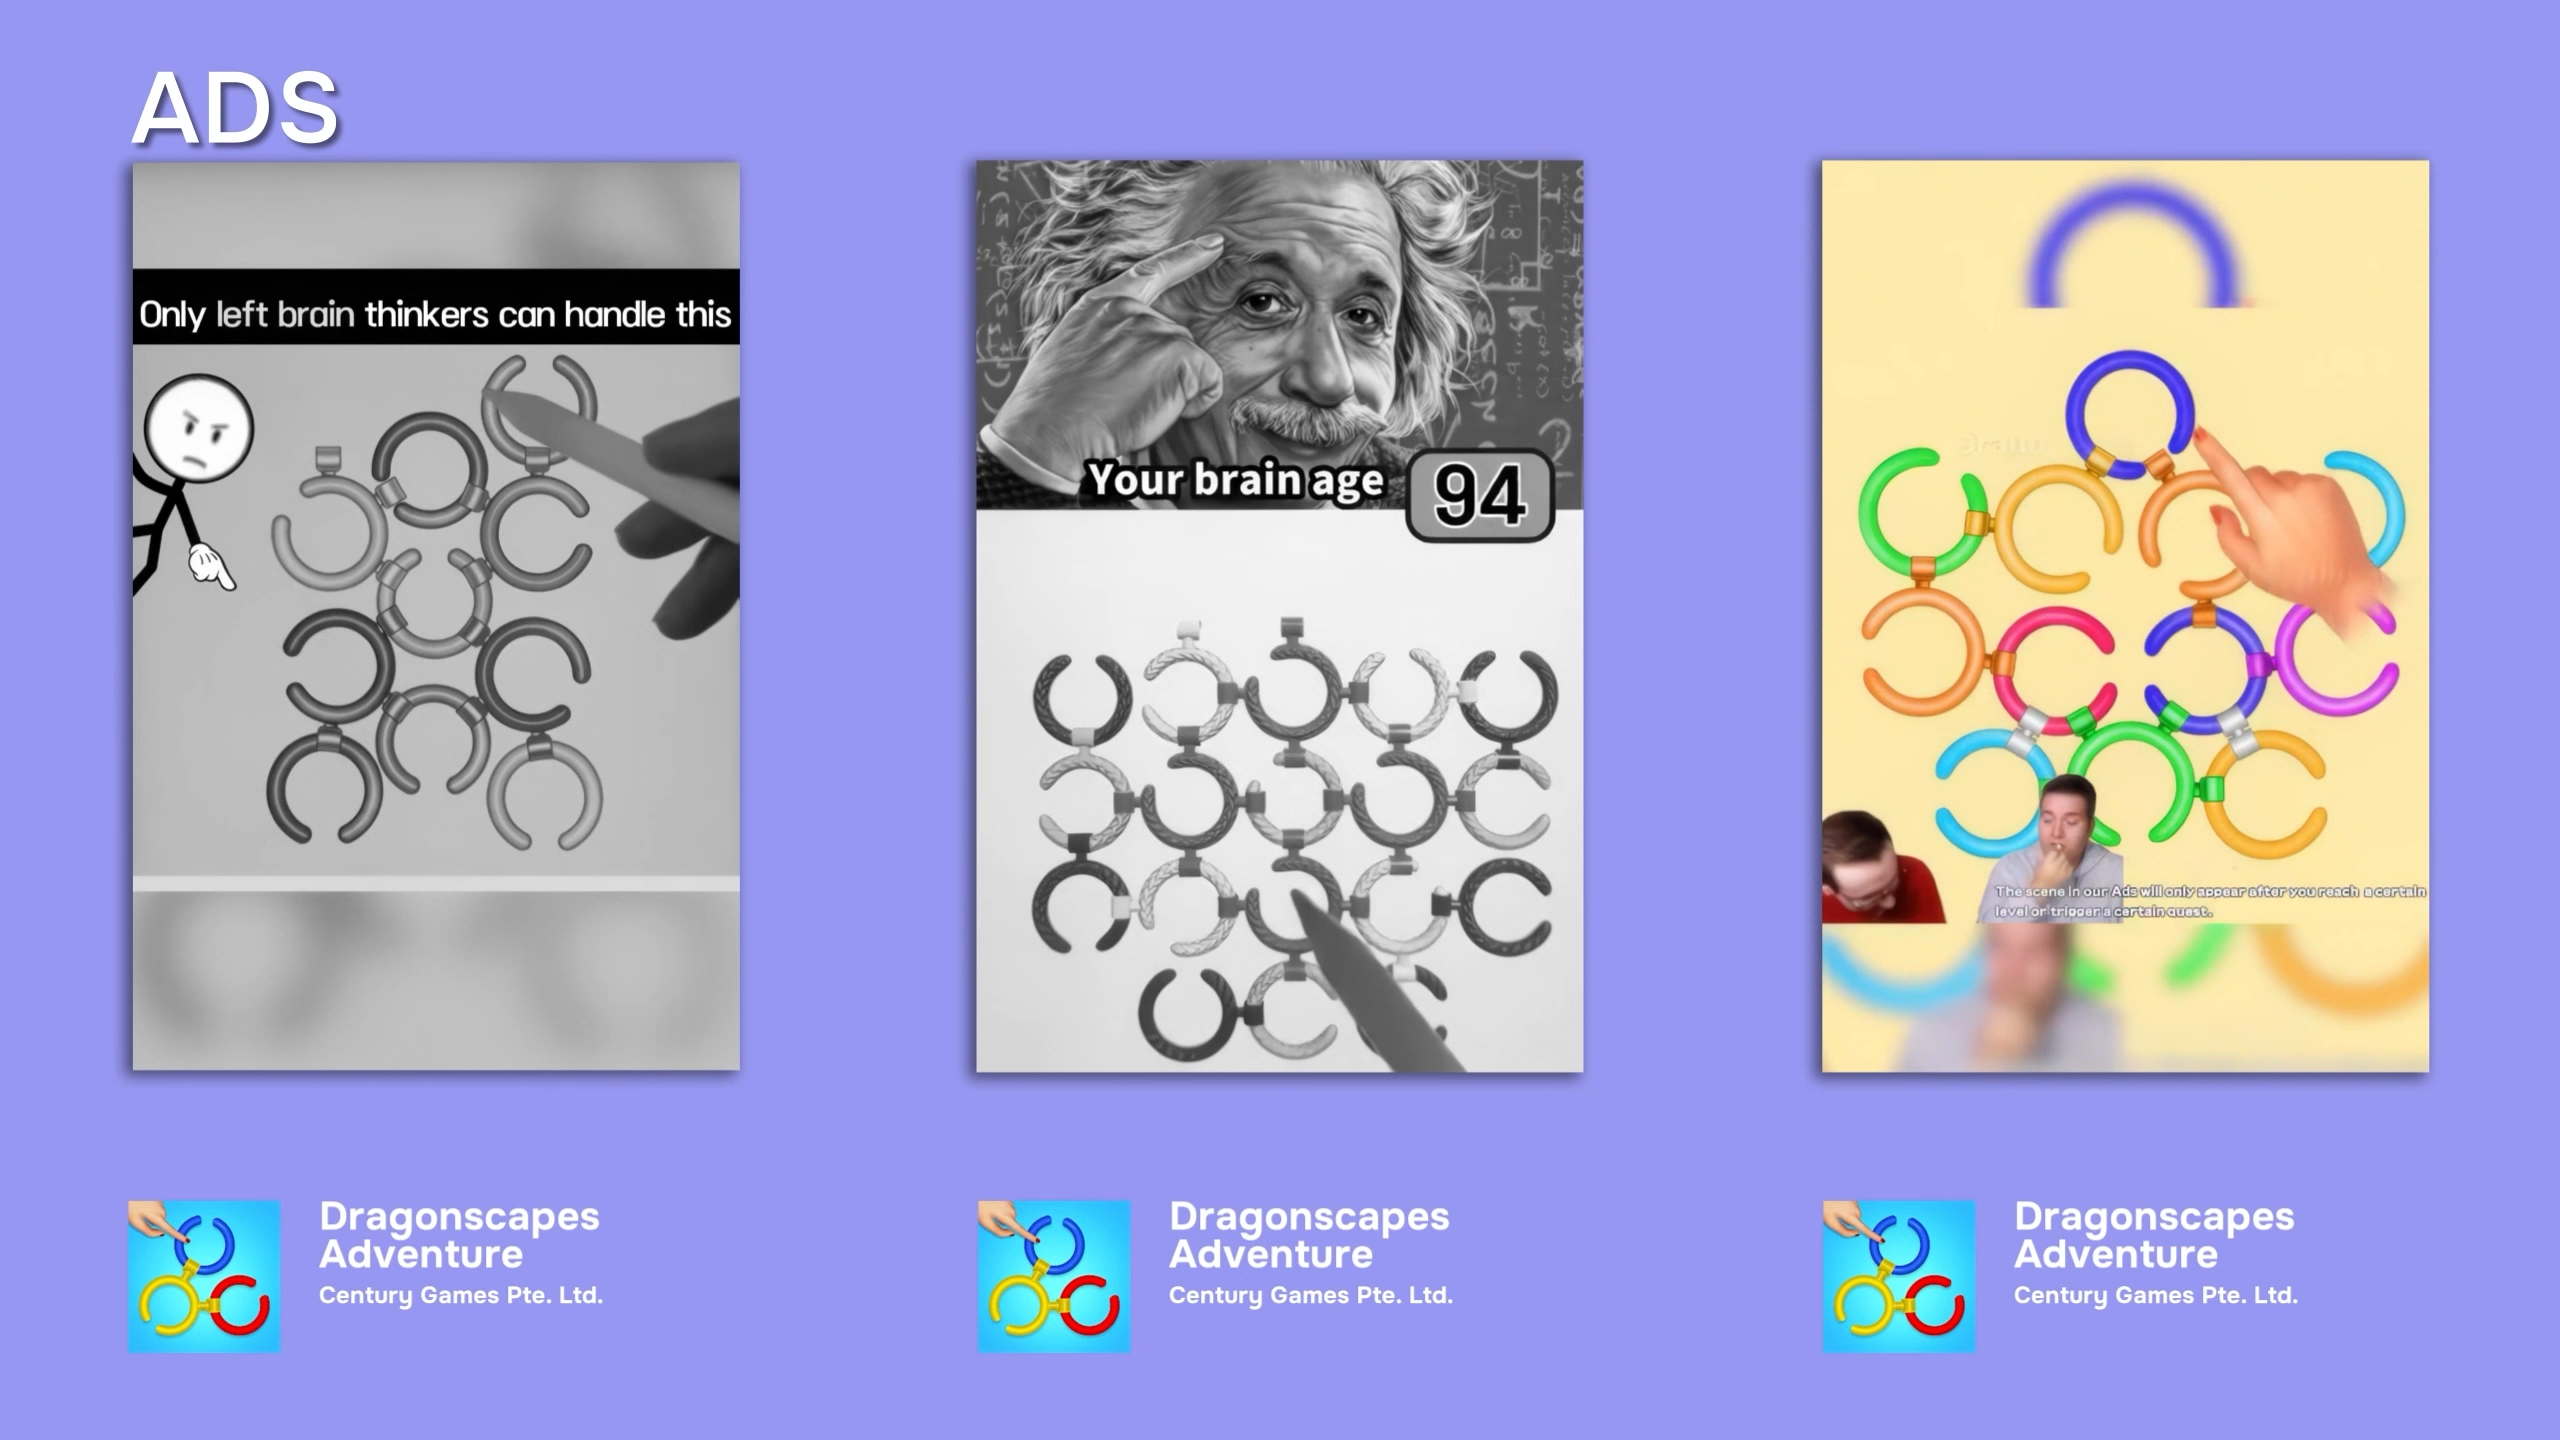 ADS
Only left brain thinkers can handle this
Your brain age
94
The scene in our Ads will only appear after you reach a certain
level or trigger a certain quest.
Dragonscapes
Adventure
Century Games Pte. Ltd.
Dragonscapes
Adventure
Century Games Pte. Ltd.
Dragonscapes
Adventure
Century Games Pte. Ltd.